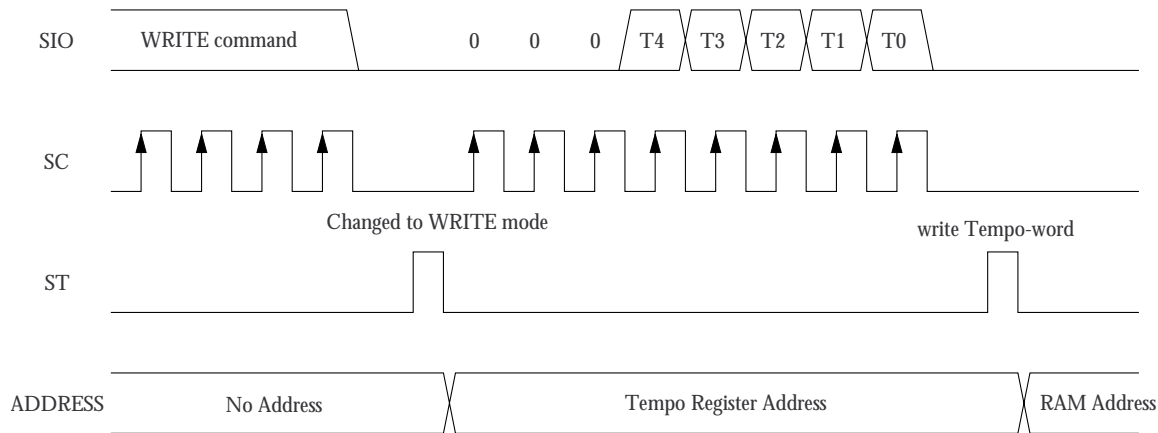 SIO WRITE command 0 0 0 T4 T3 T2 T1 T0
SC
Changed to WRITE mode write Tempo-word
ST
ADDRESS No Address Tempo Register Address RAM Address